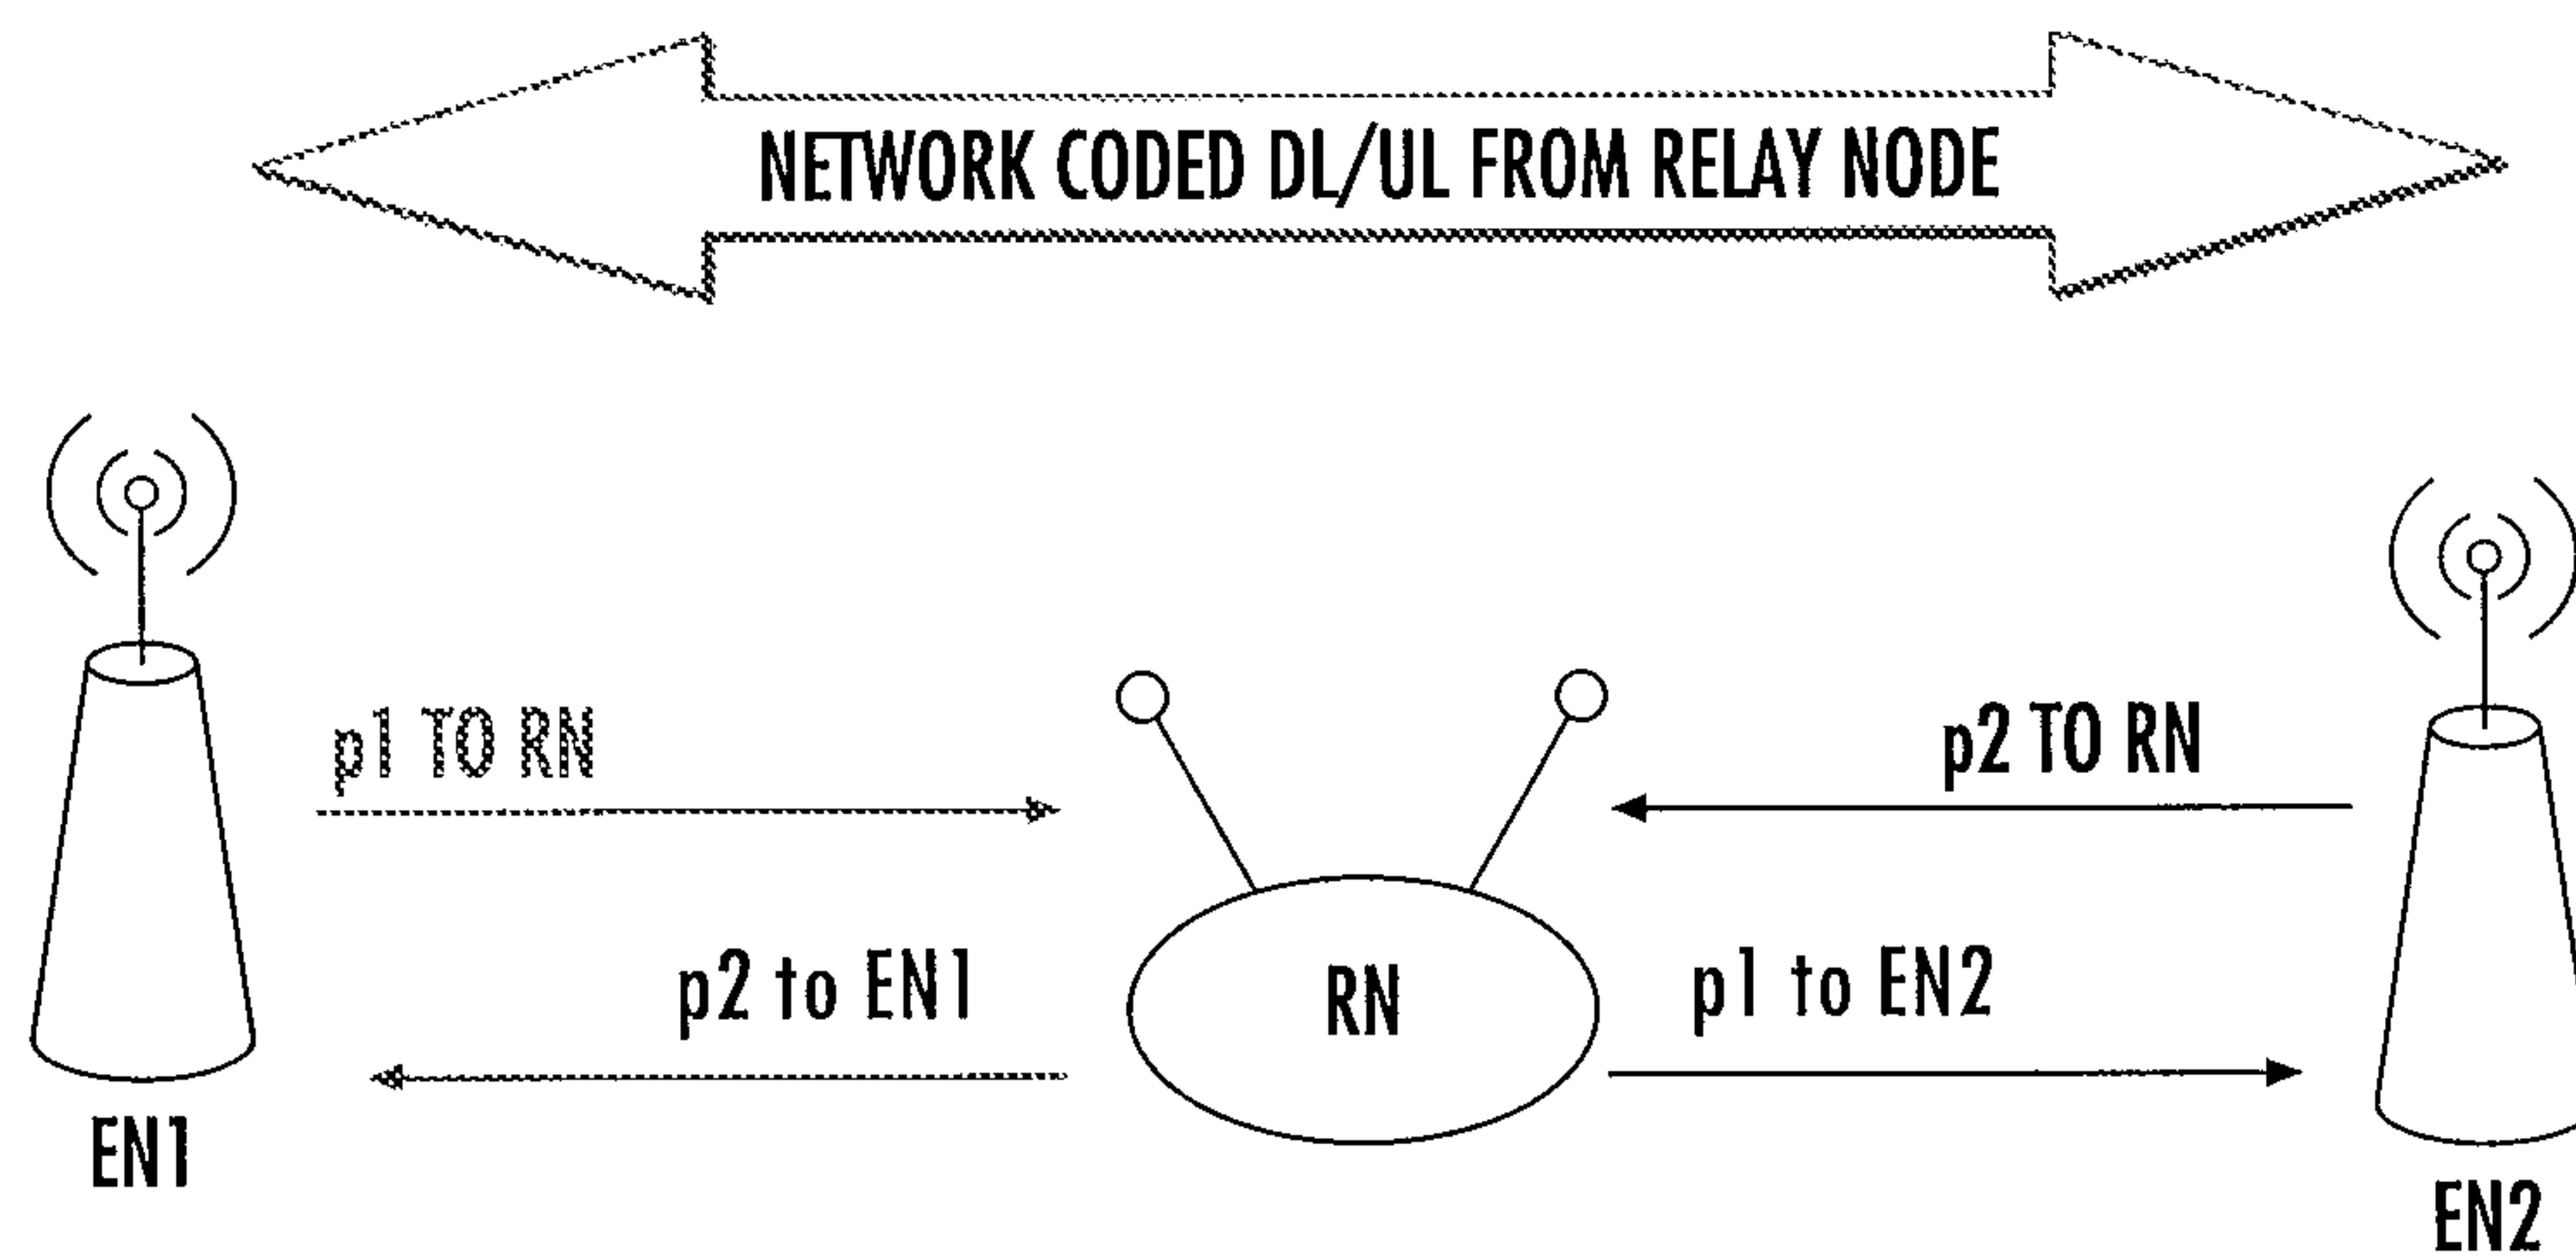 NETWORK CODED DL/UL FROM RELAY NODE
p1 TO RN
p2 TO RN
p2 to EN1
RN
p1 to EN2
EN1
EN2